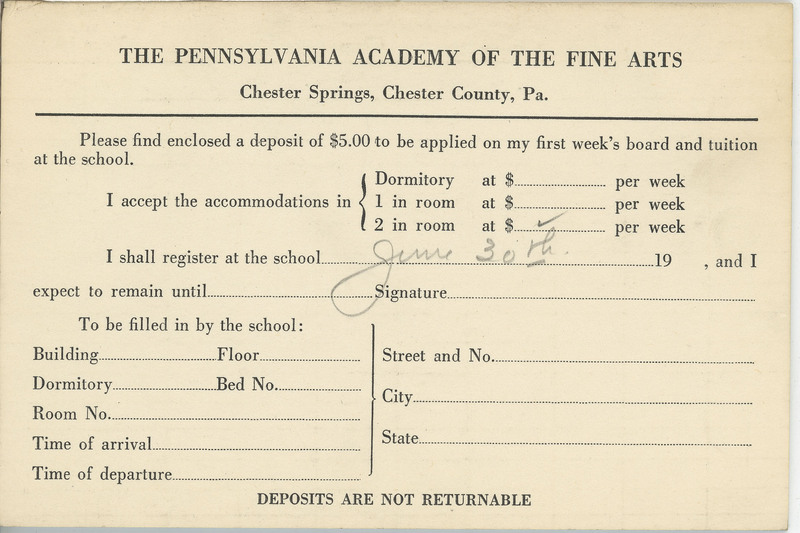 THE PENNSYLVANIA ACADEMY OF THE FINE ARTS
Chester Springs, Chester County, Pa.
Please find enclosed a deposit of $5.00 to be applied on my first week's board and tuition
at the school.
I accept the accommodations in { Dormitory at $.......... per week
1 in room at $.......... per week
2 in room at $....✓...... per week
I shall register at the school..........June 30th...........19 , and I
expect to remain until..........Signature..........
To be filled in by the school:
Building..........Floor..........
Dormitory..........Bed No...........
Room No...........
Time of arrival..........
Time of departure..........
Street and No...........
City..........
State..........
DEPOSITS ARE NOT RETURNABLE